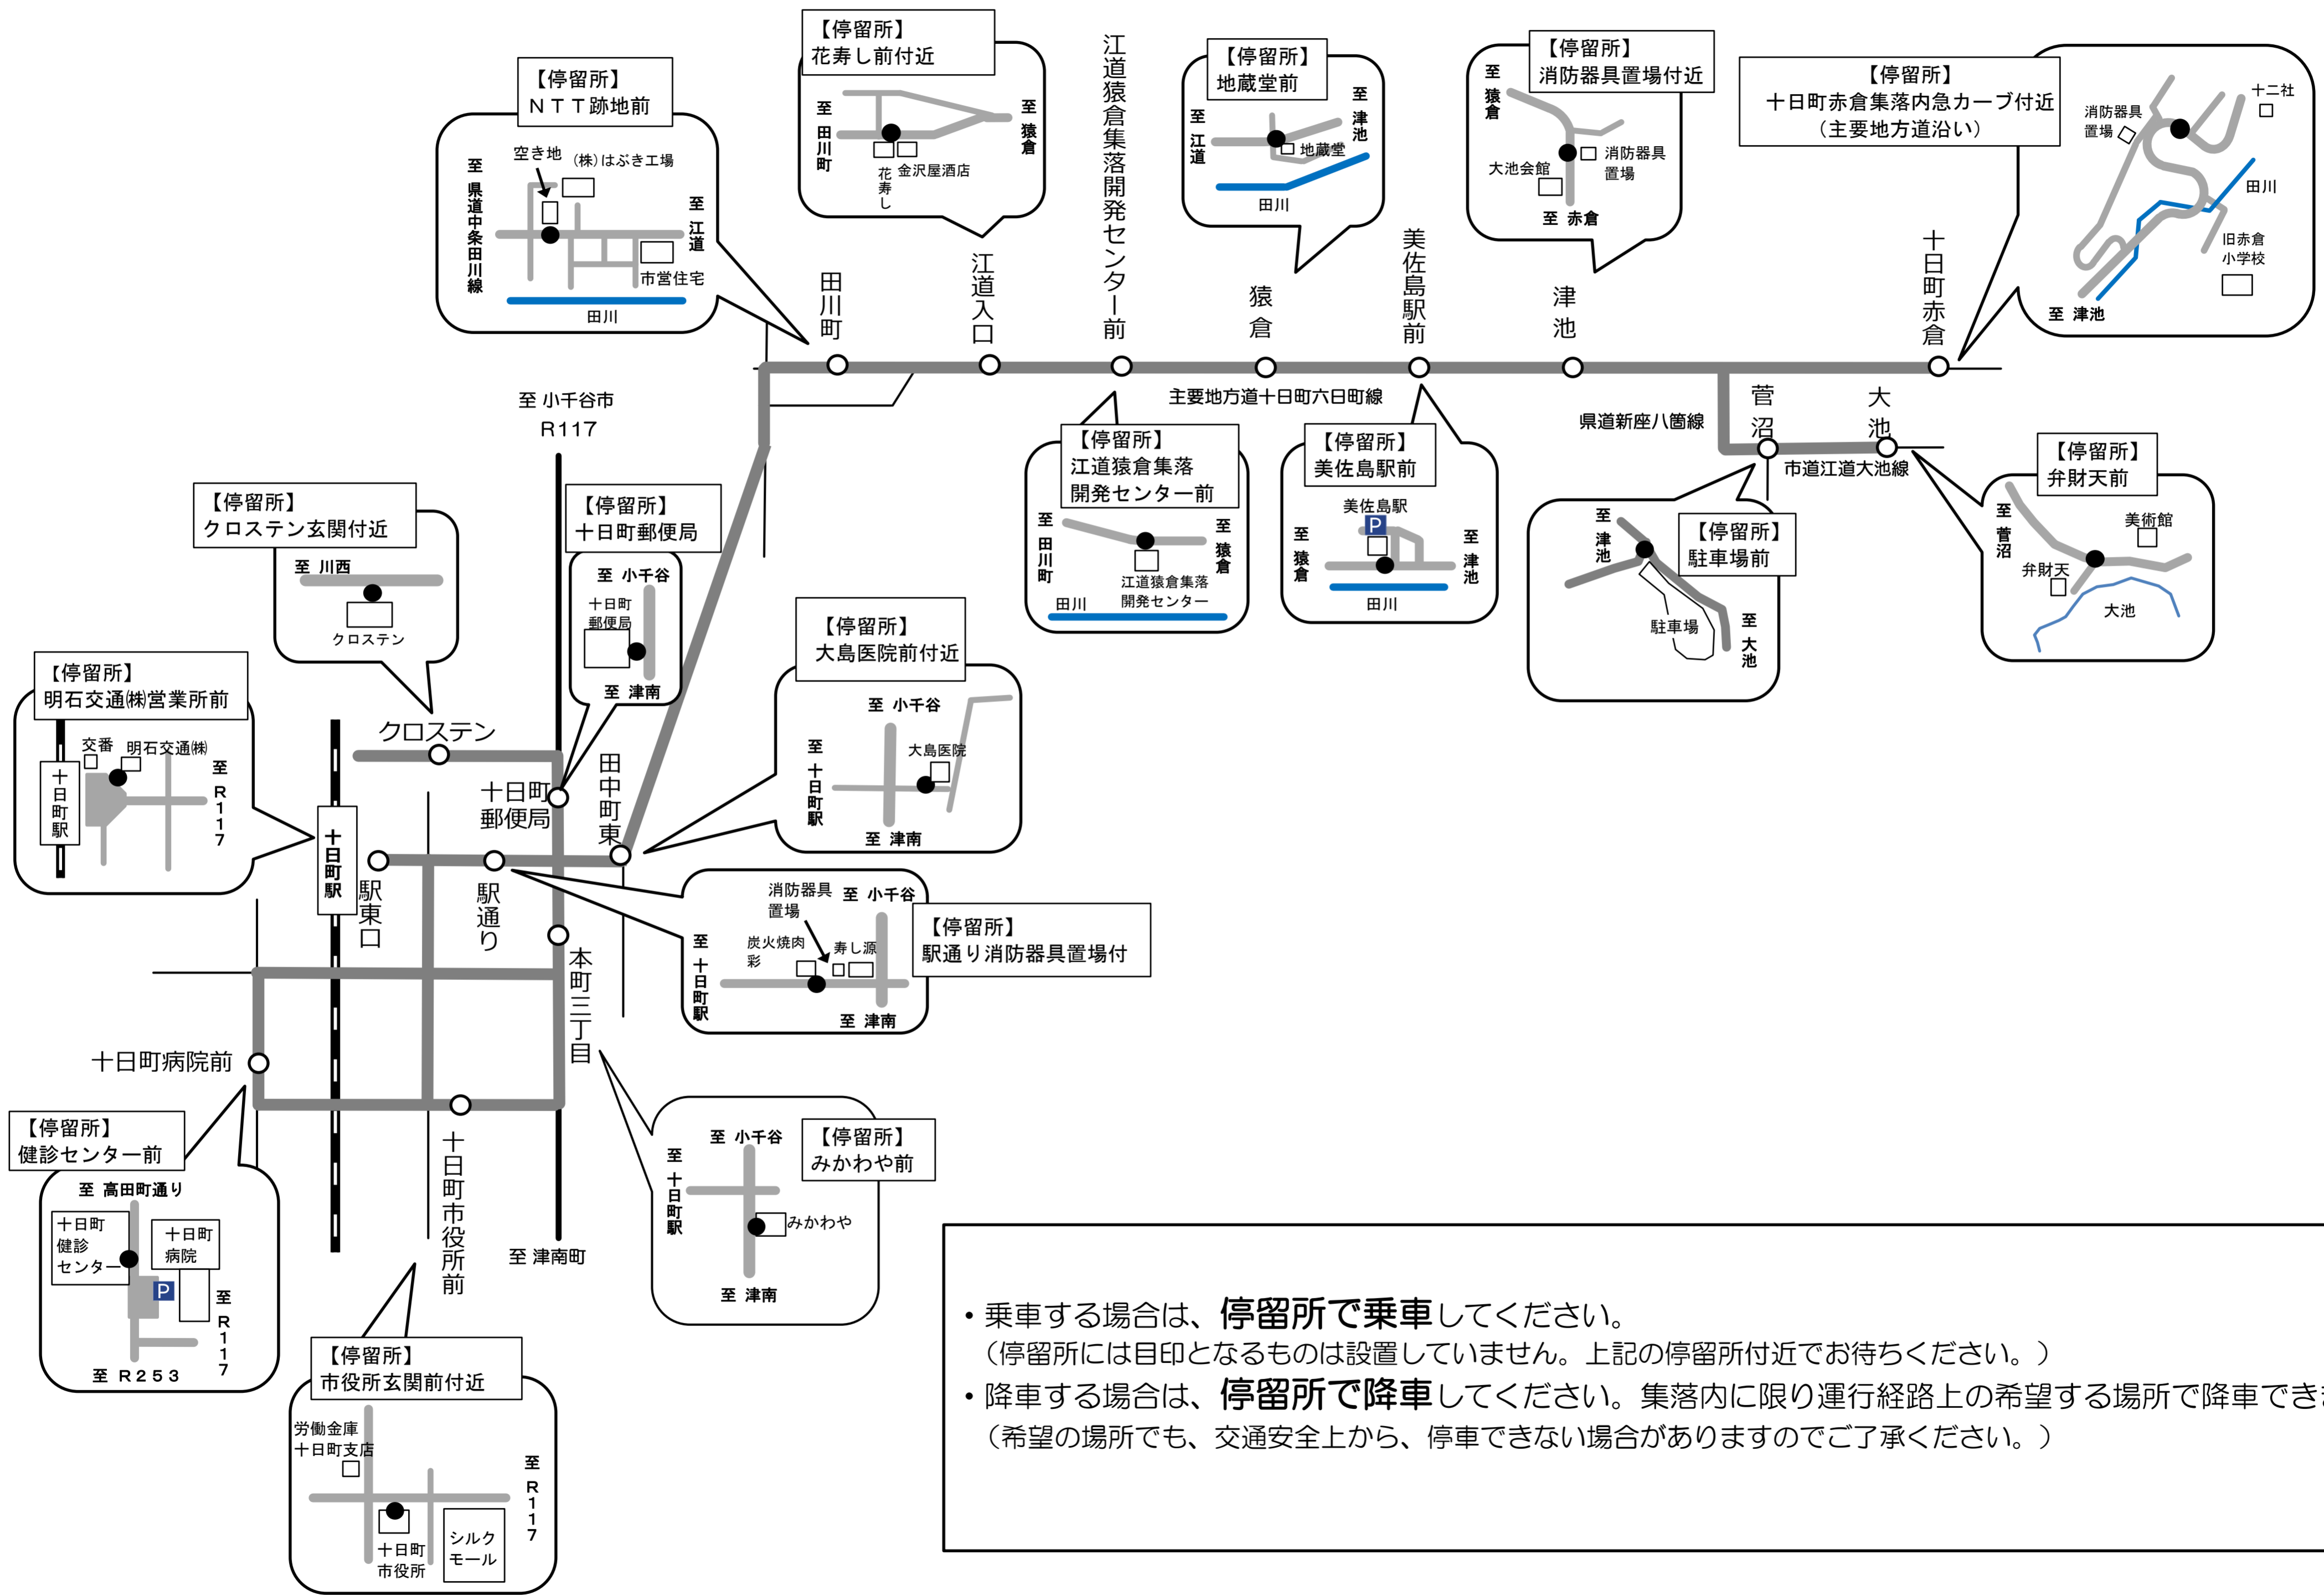 【停留所】
NTT跡地前
空き地
(株)はぶき工場
至 県道中条田川線
至 江道
市営住宅
田川
【停留所】
花寿し前付近
至 田川町
至 猿倉
花寿し
金沢屋酒店
【停留所】
地蔵堂前
至 江道
至 津池
地蔵堂
田川
【停留所】
消防器具置場付近
至 猿倉
大池会館
消防器具
置場
至 赤倉
【停留所】
十日町赤倉集落内急カーブ付近
(主要地方道沿い)
消防器具
置場
十二社
田川
旧赤倉
小学校
至 津池
田川町
江道入口
江道猿倉集落開発センター前
猿倉
美佐島駅前
津池
十日町赤倉
主要地方道十日町六日町線
県道新座八箇線
菅沼
大池
市道江道大池線
至 小千谷市
R117
【停留所】
江道猿倉集落
開発センター前
至 田川町
至 猿倉
江道猿倉集落
開発センター
田川
【停留所】
美佐島駅前
美佐島駅
P
至 猿倉
至 津池
田川
【停留所】
駐車場前
至 津池
駐車場
至 大池
【停留所】
弁財天前
至 菅沼
美術館
弁財天
大池
【停留所】
クロステン玄関付近
至 川西
クロステン
【停留所】
十日町郵便局
至 小千谷
十日町
郵便局
至 津南
【停留所】
大島医院前付近
至 小千谷
至 十日町駅
大島医院
至 津南
【停留所】
明石交通㈱営業所前
交番
明石交通㈱
十日町駅
至 R117
クロステン
十日町
郵便局
田中町東
十日町駅
駅東口
駅通り
本町三丁目
【停留所】
駅通り消防器具置場付
消防器具
置場
至 小千谷
炭火焼肉
彩
寿し源
至 十日町駅
至 津南
十日町病院前
【停留所】
健診センター前
至 高田町通り
十日町
健診
センター
十日町
病院
P
至 R117
至 R253
十日町市役所前
至 津南町
【停留所】
みかわや前
至 小千谷
至 十日町駅
みかわや
至 津南
【停留所】
市役所玄関前付近
労働金庫
十日町支店
至 R117
十日町
市役所
シルク
モール
・乗車する場合は、停留所で乗車してください。
(停留所には目印となるものは設置していません。上記の停留所付近でお待ちください。)
・降車する場合は、停留所で降車してください。集落内に限り運行経路上の希望する場所で降車でき
(希望の場所でも、交通安全上から、停車できない場合がありますのでご了承ください。)